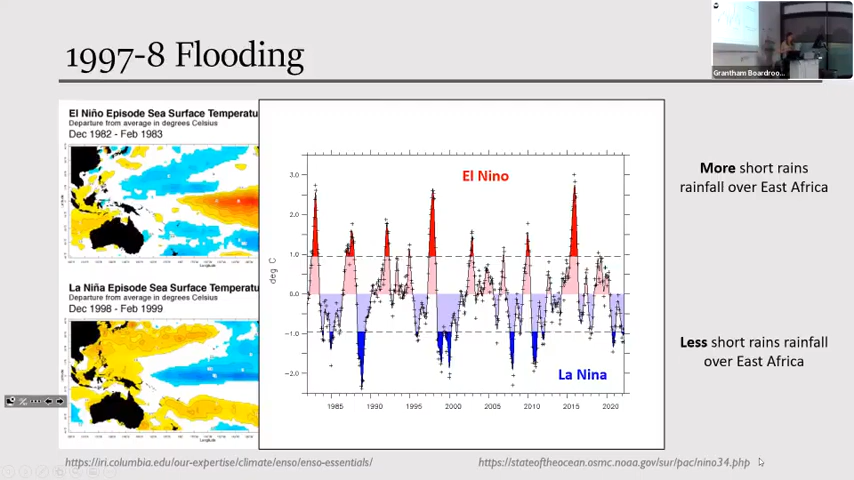 1997-8 Flooding
Grantham Boardroo...
El Niño Episode Sea Surface Temperatu
Departure from average in degrees Celsius
Dec 1982 - Feb 1983
Longitude
La Niña Episode Sea Surface Temperatu
Departure from average in degrees Celsius
Dec 1998 - Feb 1999
Longitude
El Nino
3.0
2.0
1.0
0.0
-1.0
-2.0
deg C
La Nina
1985 1990 1995 2000 2005 2010 2015 2020
More short rains
rainfall over East Africa
Less short rains rainfall
over East Africa
https://iri.columbia.edu/our-expertise/climate/enso/enso-essentials/
https://stateoftheocean.osmc.noaa.gov/sur/pac/nino34.php